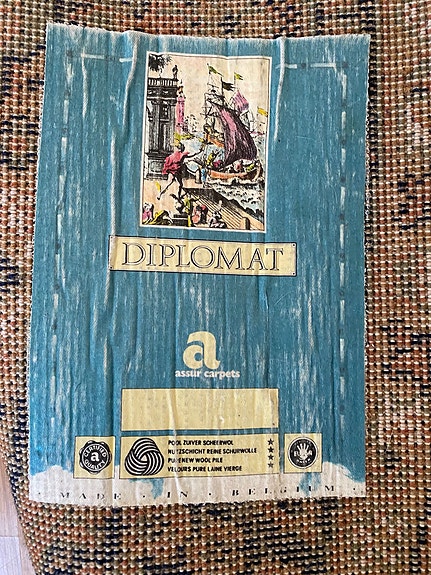 DIPLOMAT
a
assur carpets
a
QUALITY
POOL ZUIVER SCHEERWOL
NUTZSCHICHT REINE SCHURWOLLE
PURE NEW WOOL PILE
VELOURS PURE LAINE VIERGE
MADE · IN · BELGIUM